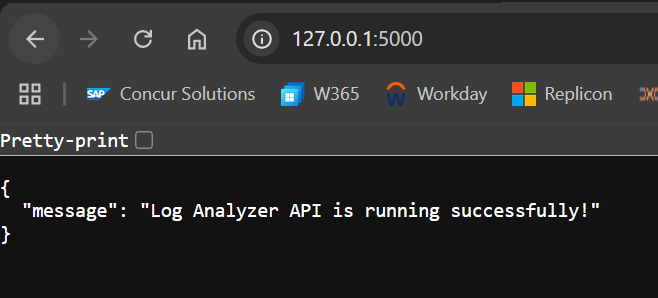 127.0.0.1:5000
SAP Concur Solutions W365 Workday Replicon
Pretty-print
{
"message": "Log Analyzer API is running successfully!"
}